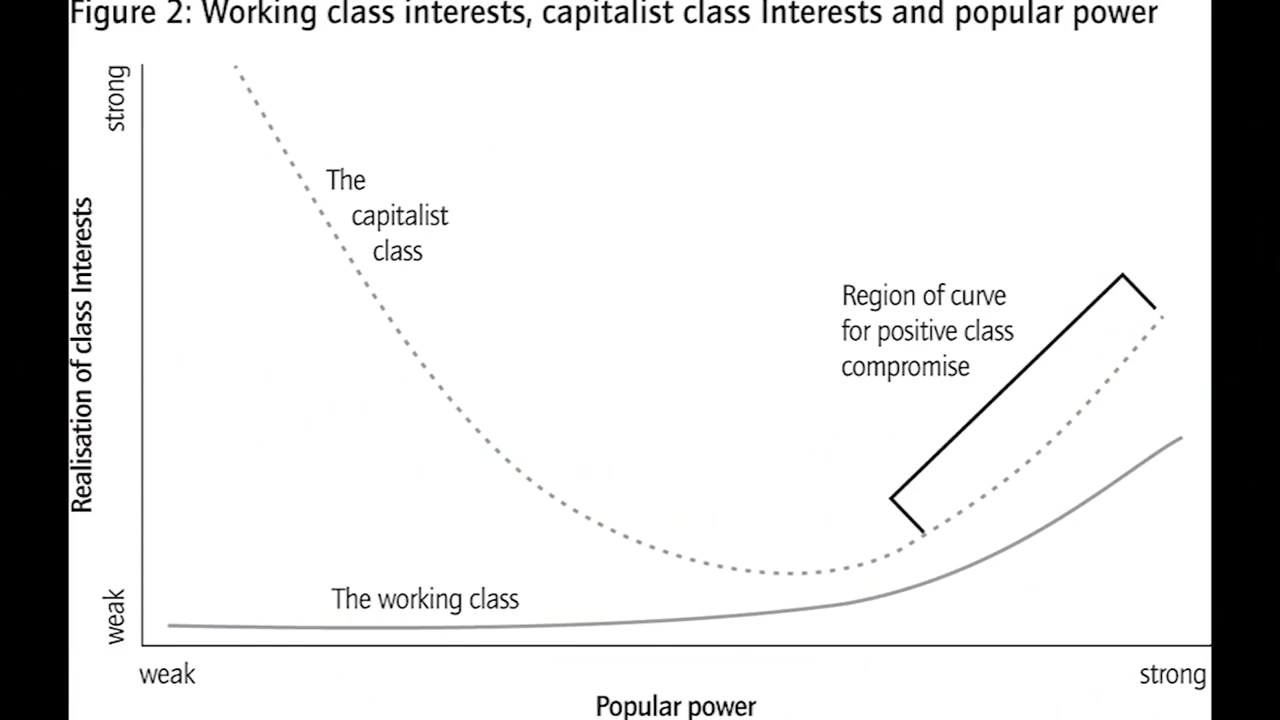 Figure 2: Working class interests, capitalist class Interests and popular power
strong
Realisation of class Interests
weak
The
capitalist
class
Region of curve
for positive class
compromise
The working class
weak
strong
Popular power